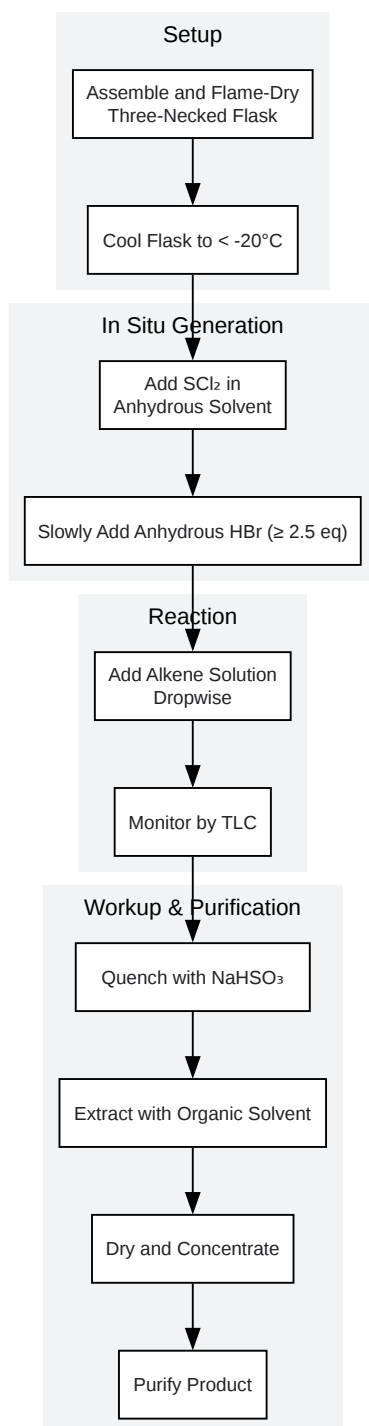 Setup
Assemble and Flame-Dry
Three-Necked Flask
Cool Flask to < -20°C
In Situ Generation
Add SCl₂ in
Anhydrous Solvent
Slowly Add Anhydrous HBr (≥ 2.5 eq)
Reaction
Add Alkene Solution
Dropwise
Monitor by TLC
Workup & Purification
Quench with NaHSO₃
Extract with Organic Solvent
Dry and Concentrate
Purify Product